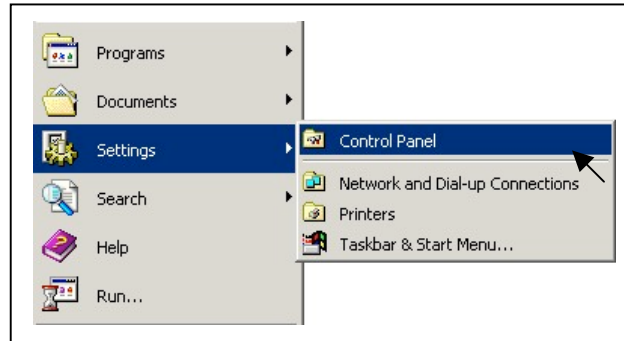 Programs
Documents
Settings
Search
Help
Run...
Control Panel
Network and Dial-up Connections
Printers
Taskbar & Start Menu...